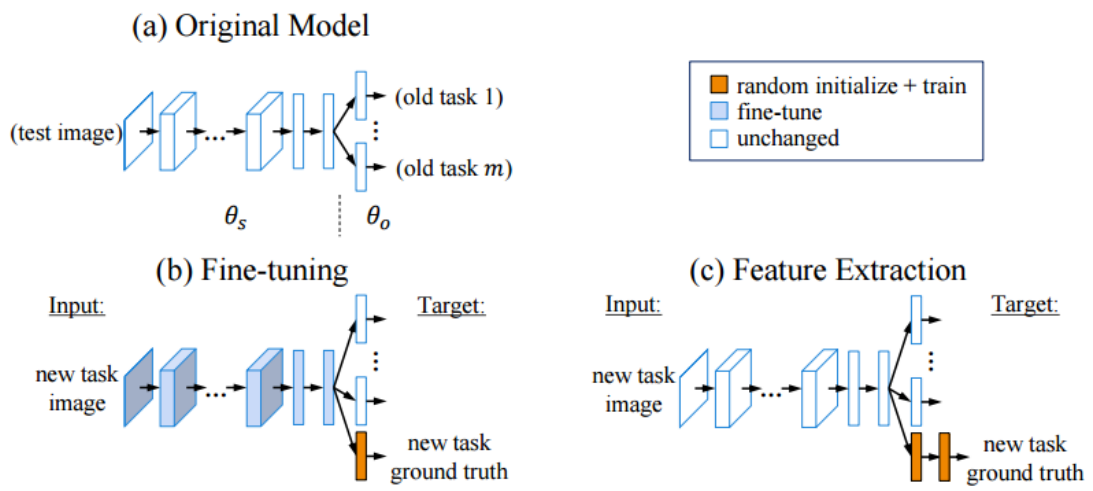 (a) Original Model
(test image)
...
(old task 1)
⋮
(old task m)
θₛ
θₒ
random initialize + train
fine-tune
unchanged
(b) Fine-tuning
Input:
Target:
new task
image
...
⋮
new task
ground truth
(c) Feature Extraction
Input:
Target:
new task
image
...
⋮
new task
ground truth